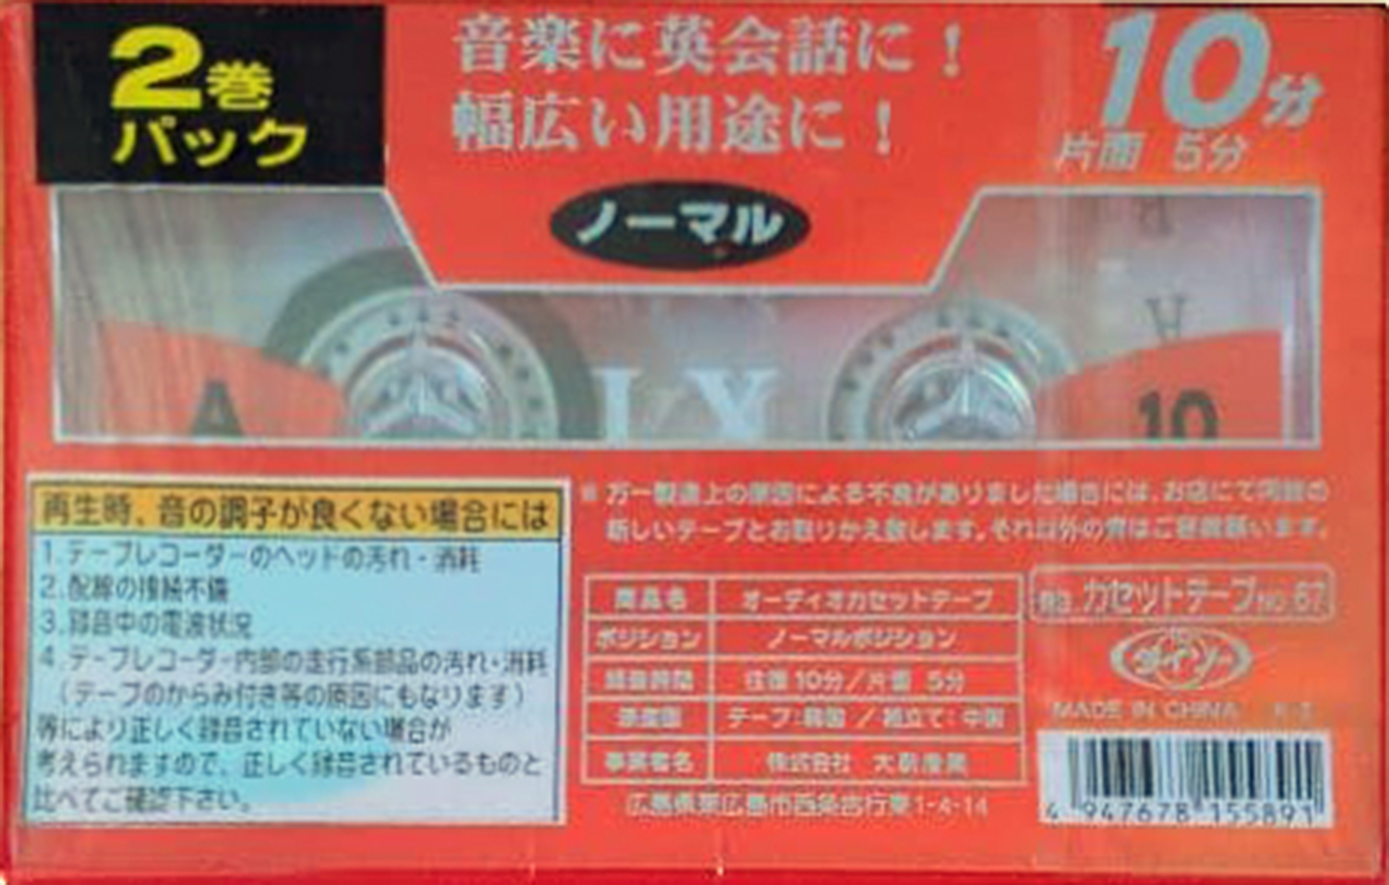 2巻
パック
音楽に英会話に！
幅広い用途に！
10分
片面 5分
ノーマル
A
A
A
10
再生時、音の調子が良くない場合には
1.テープレコーダーのヘッドの汚れ・消耗
2.配線の接続不備
3.録音中の電波状況
4.テープレコーダー内部の走行系部品の汚れ・消耗
（テープのからみ付き等の原因にもなります）
等により正しく録音されていない場合が
考えられますので、正しく録音されているものと
比べてご確認下さい。
※万一製造上の原因による不良がありました場合には、お店にて同種の
新しいテープとお取りかえ致します。それ以外の責はご容赦願います。
商品名 オーディオカセットテープ
ポジション ノーマルポジション
録音時間 往復10分／片面 5分
原産国 テープ：韓国／組立て：中国
事業者名 株式会社 大創産業
広島県東広島市西条吉行東1-4-14
カセットテープNO.67
ダイソー
MADE IN CHINA
4 947678 155891